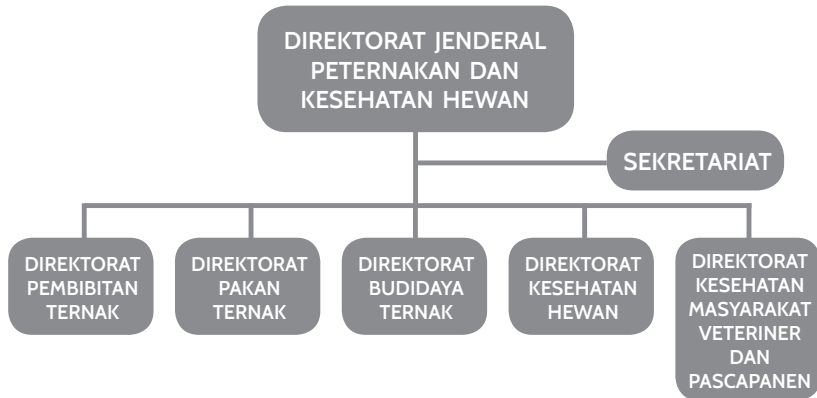 DIREKTORAT JENDERAL
PETERNAKAN DAN
KESEHATAN HEWAN
SEKRETARIAT
DIREKTORAT
PEMBIBITAN
TERNAK
DIREKTORAT
PAKAN
TERNAK
DIREKTORAT
BUDIDAYA
TERNAK
DIREKTORAT
KESEHATAN
HEWAN
DIREKTORAT
KESEHATAN
MASYARAKAT
VETERINER
DAN
PASCAPANEN